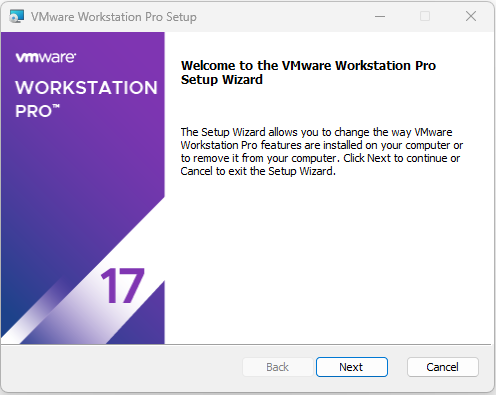 VMware Workstation Pro Setup
vmware®
WORKSTATION
PRO™
17
Welcome to the VMware Workstation Pro
Setup Wizard
The Setup Wizard allows you to change the way VMware
Workstation Pro features are installed on your computer or
to remove it from your computer. Click Next to continue or
Cancel to exit the Setup Wizard.
Back
Next
Cancel